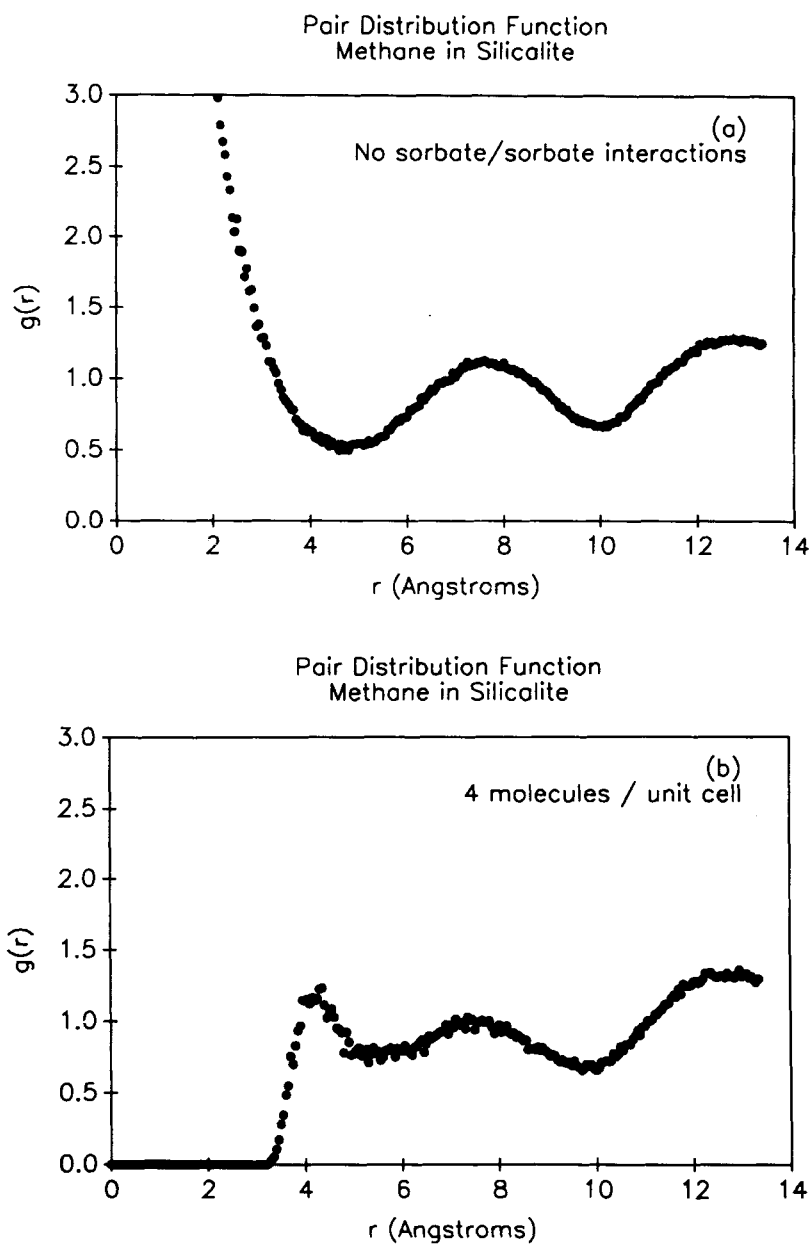 Pair Distribution Function
Methane in Silicalite
(a)
No sorbate/sorbate interactions
3.0
2.5
2.0
1.5
1.0
0.5
0.0
g(r)
0 2 4 6 8 10 12 14
r (Angstroms)
Pair Distribution Function
Methane in Silicalite
(b)
4 molecules / unit cell
3.0
2.5
2.0
1.5
1.0
0.5
0.0
g(r)
0 2 4 6 8 10 12 14
r (Angstroms)